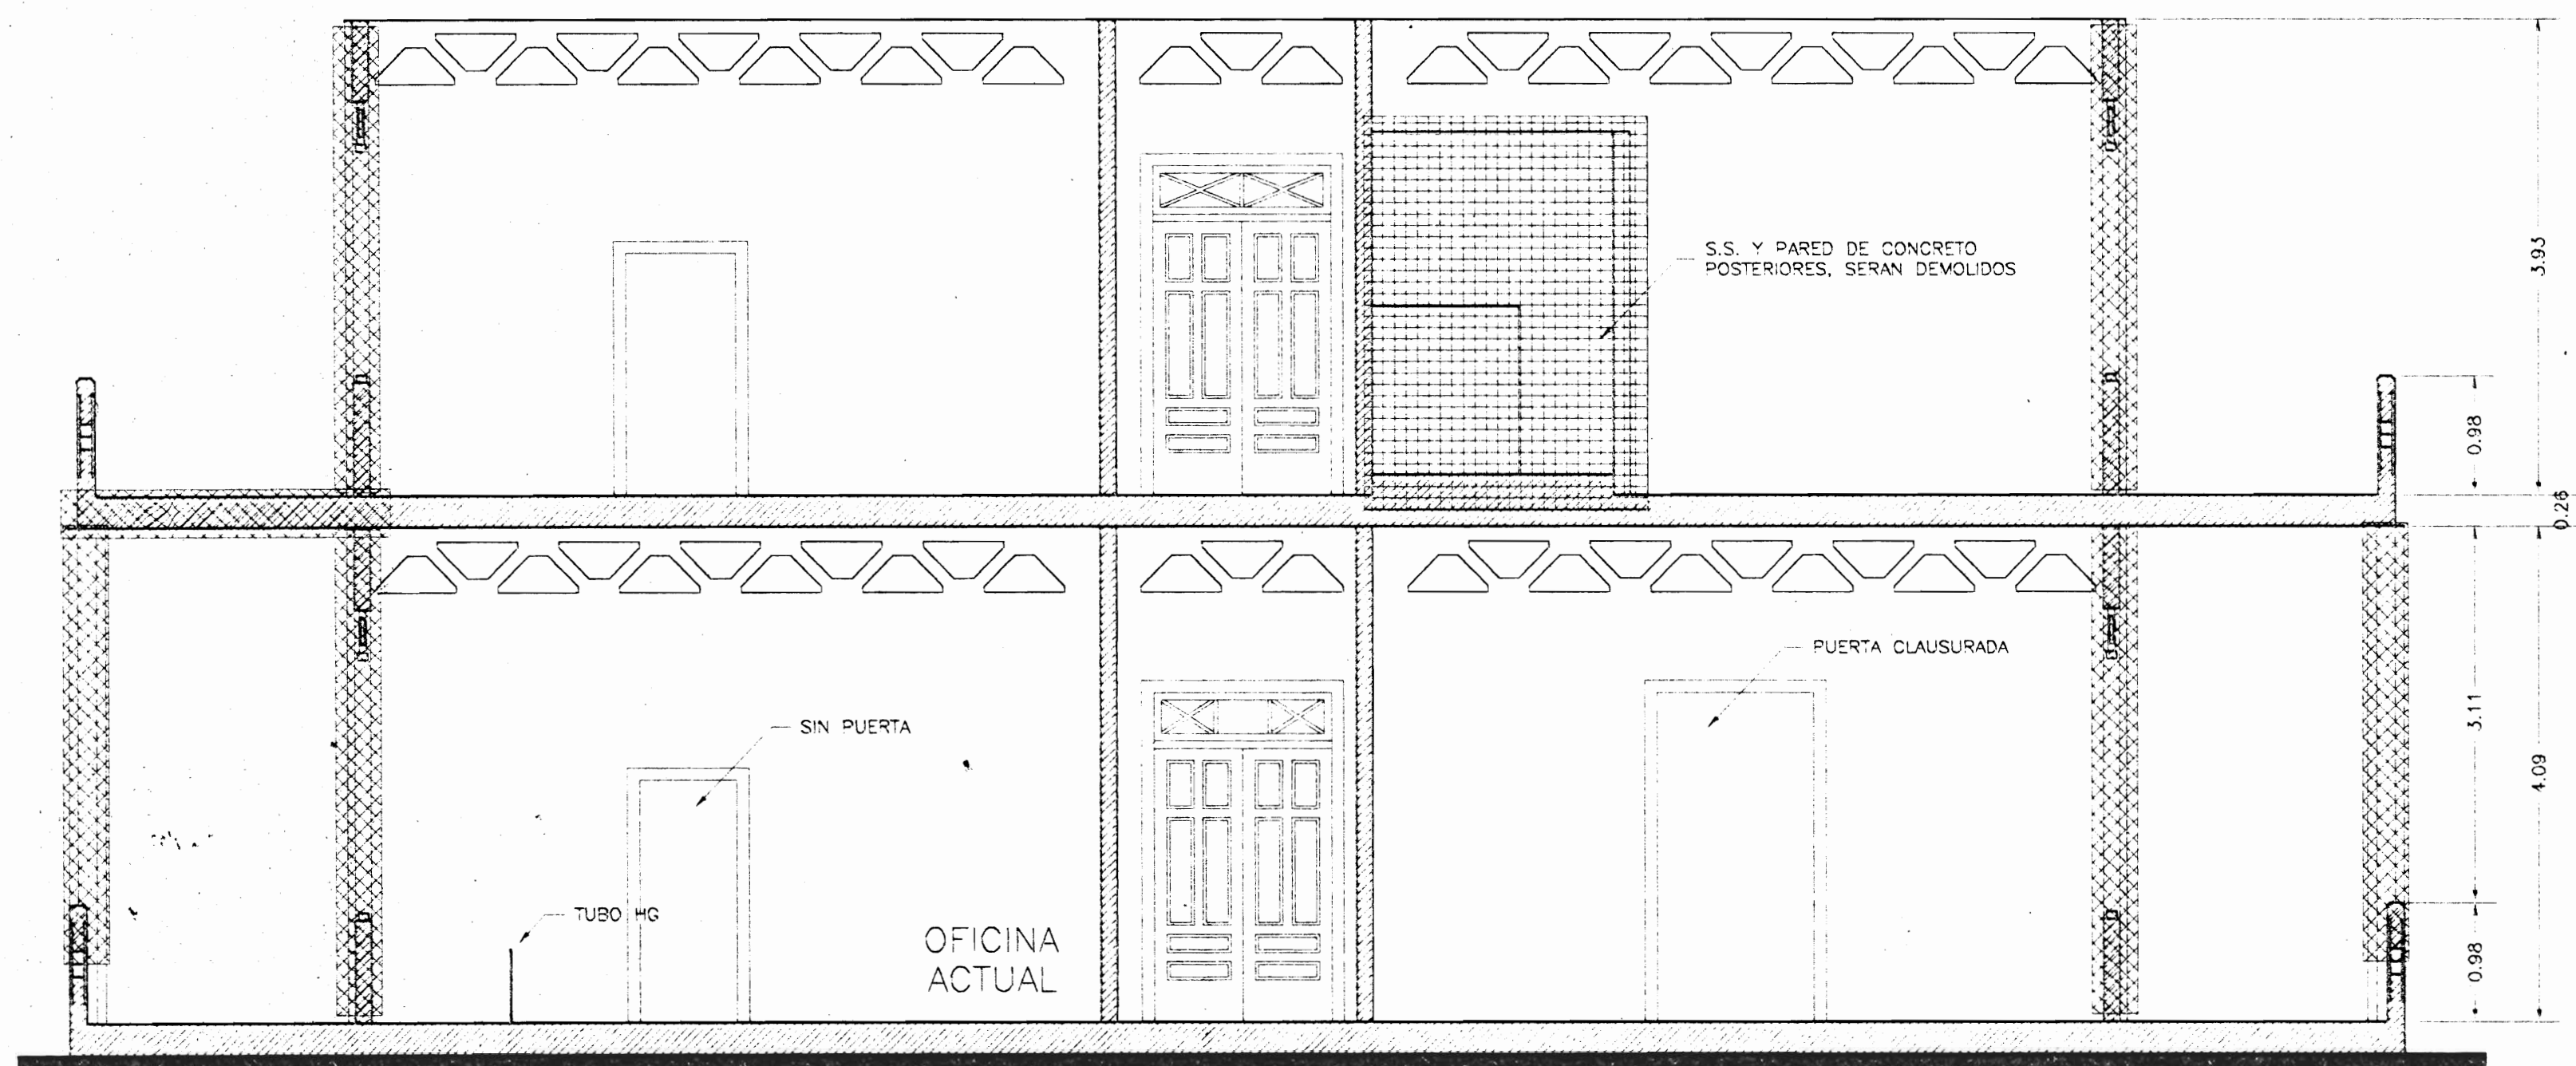 S.S. Y PARED DE CONCRETO
POSTERIORES, SERAN DEMOLIDOS
3.93
0.98
0.26
PUERTA CLAUSURADA
SIN PUERTA
3.11
4.09
TUBO HG
OFICINA
ACTUAL
0.98